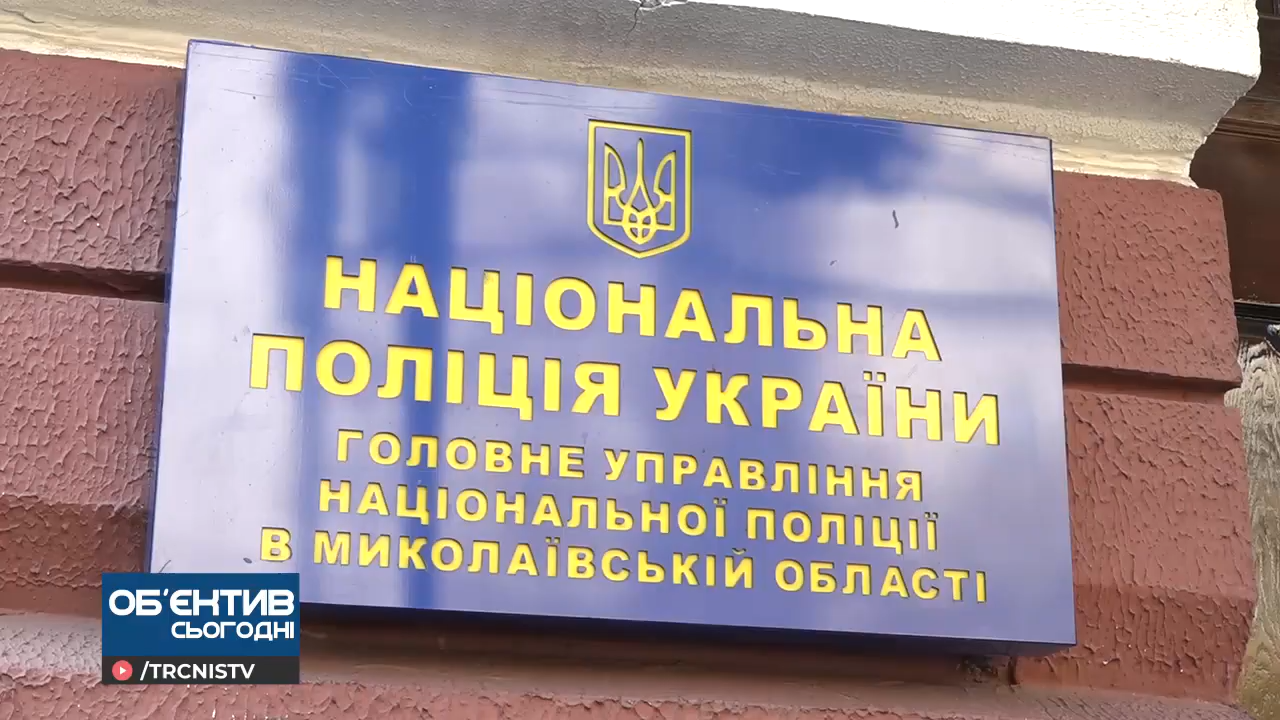 НАЦІОНАЛЬНА
ПОЛІЦІЯ УКРАЇНИ
ГОЛОВНЕ УПРАВЛІННЯ
НАЦІОНАЛЬНОЇ ПОЛІЦІЇ
В МИКОЛАЇВСЬКІЙ ОБЛАСТІ
ОБ'ЄКТИВ
СЬОГОДНІ
/TRCNISTV